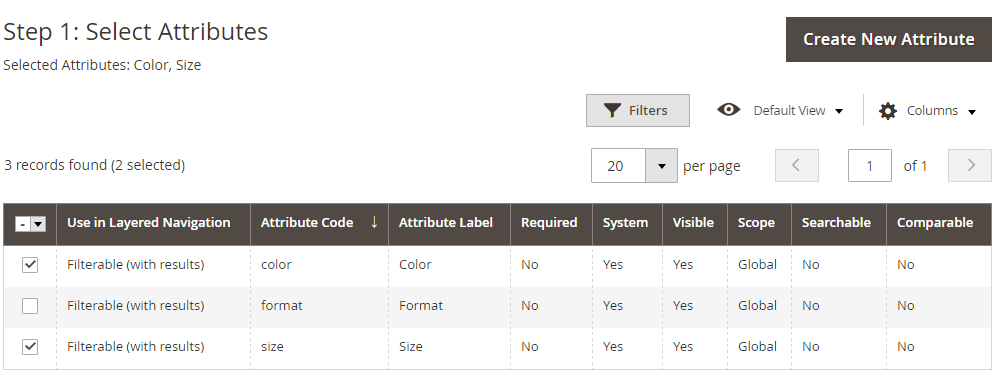 Step 1: Select Attributes
Create New Attribute
Selected Attributes: Color, Size
Filters Default View Columns
3 records found (2 selected) 20 per page 1 of 1
- Use in Layered Navigation Attribute Code ↓ Attribute Label Required System Visible Scope Searchable Comparable
Filterable (with results) color Color No Yes Yes Global No No
Filterable (with results) format Format No Yes Yes Global No No
Filterable (with results) size Size No Yes Yes Global No No